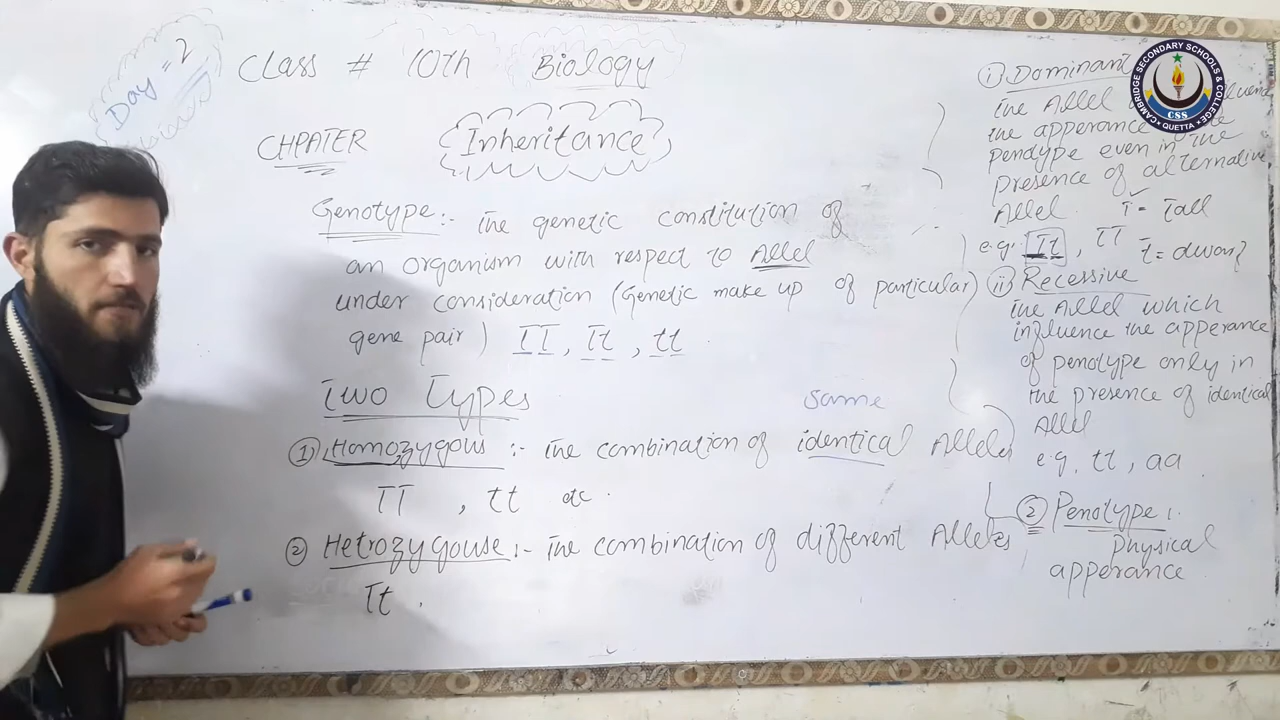 Day = 2
Class # 10th Biology
CHPATER Inheritance
Genotype :- The genetic constitution of
an organism with respect to Allel
under consideration (Genetic make up of particular
gene pair) TT, Tt, tt
Two Types
same
① Homozygous :- The combination of identical Alleles
TT, tt etc.
② Hetrozygouse :- The combination of different Alleles
Tt.
i) Dominant
The Allel
the apperance
penotype even in the
presence of alternative
Allel. T = Tall
e.g. Tt, TT t = dwarf
ii) Recessive
The Allel which
influence the apperance
of penotype only in
the presence of identical
Allel
e.g. tt, aa
② Penotype :.
physical
apperance
CAMBRIDGE SECONDARY SCHOOLS & COLLEGE
CSS
QUETTA